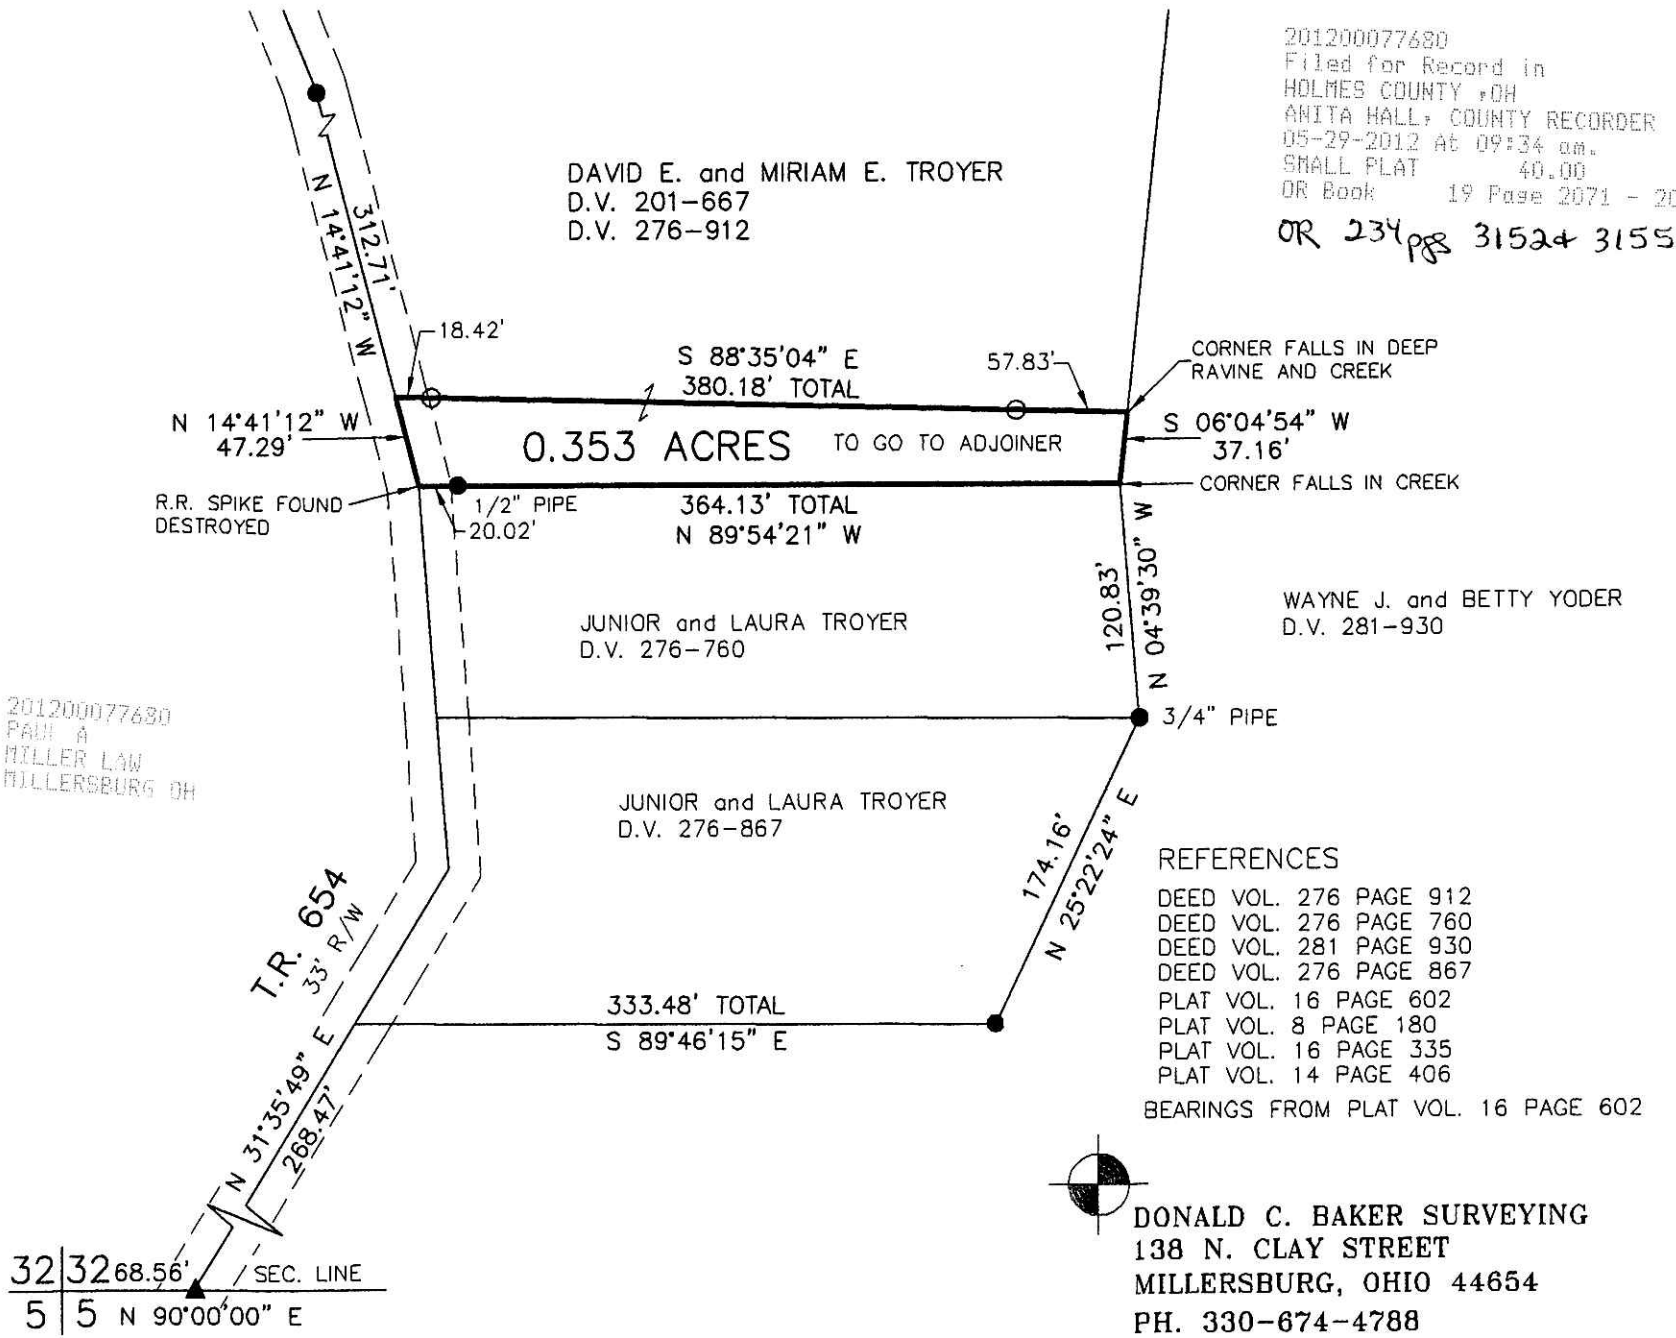 201200077680
Filed for Record in
HOLMES COUNTY ,OH
ANITA HALL, COUNTY RECORDER
05-29-2012 At 09:34 am.
SMALL PLAT 40.00
OR Book 19 Page 2071 - 20
OR 234 pgs 3152 & 3155
DAVID E. and MIRIAM E. TROYER
D.V. 201-667
D.V. 276-912
312.71'
N 14°41'12" W
18.42'
S 88°35'04" E
380.18' TOTAL
57.83'
CORNER FALLS IN DEEP
RAVINE AND CREEK
N 14°41'12" W
47.29'
0.353 ACRES TO GO TO ADJOINER
S 06°04'54" W
37.16'
R.R. SPIKE FOUND
DESTROYED
1/2" PIPE
20.02'
364.13' TOTAL
N 89°54'21" W
CORNER FALLS IN CREEK
120.83'
N 04°39'30" W
JUNIOR and LAURA TROYER
D.V. 276-760
WAYNE J. and BETTY YODER
D.V. 281-930
201200077680
PAUL A
MILLER LAW
MILLERSBURG OH
3/4" PIPE
JUNIOR and LAURA TROYER
D.V. 276-867
174.16'
N 25°22'24" E
T.R. 654
33' R/W
REFERENCES
DEED VOL. 276 PAGE 912
DEED VOL. 276 PAGE 760
DEED VOL. 281 PAGE 930
DEED VOL. 276 PAGE 867
PLAT VOL. 16 PAGE 602
PLAT VOL. 8 PAGE 180
PLAT VOL. 16 PAGE 335
PLAT VOL. 14 PAGE 406
BEARINGS FROM PLAT VOL. 16 PAGE 602
333.48' TOTAL
S 89°46'15" E
N 31°35'49" E
268.47'
32 32 68.56' SEC. LINE
5 5 N 90°00'00" E
DONALD C. BAKER SURVEYING
138 N. CLAY STREET
MILLERSBURG, OHIO 44654
PH. 330-674-4788